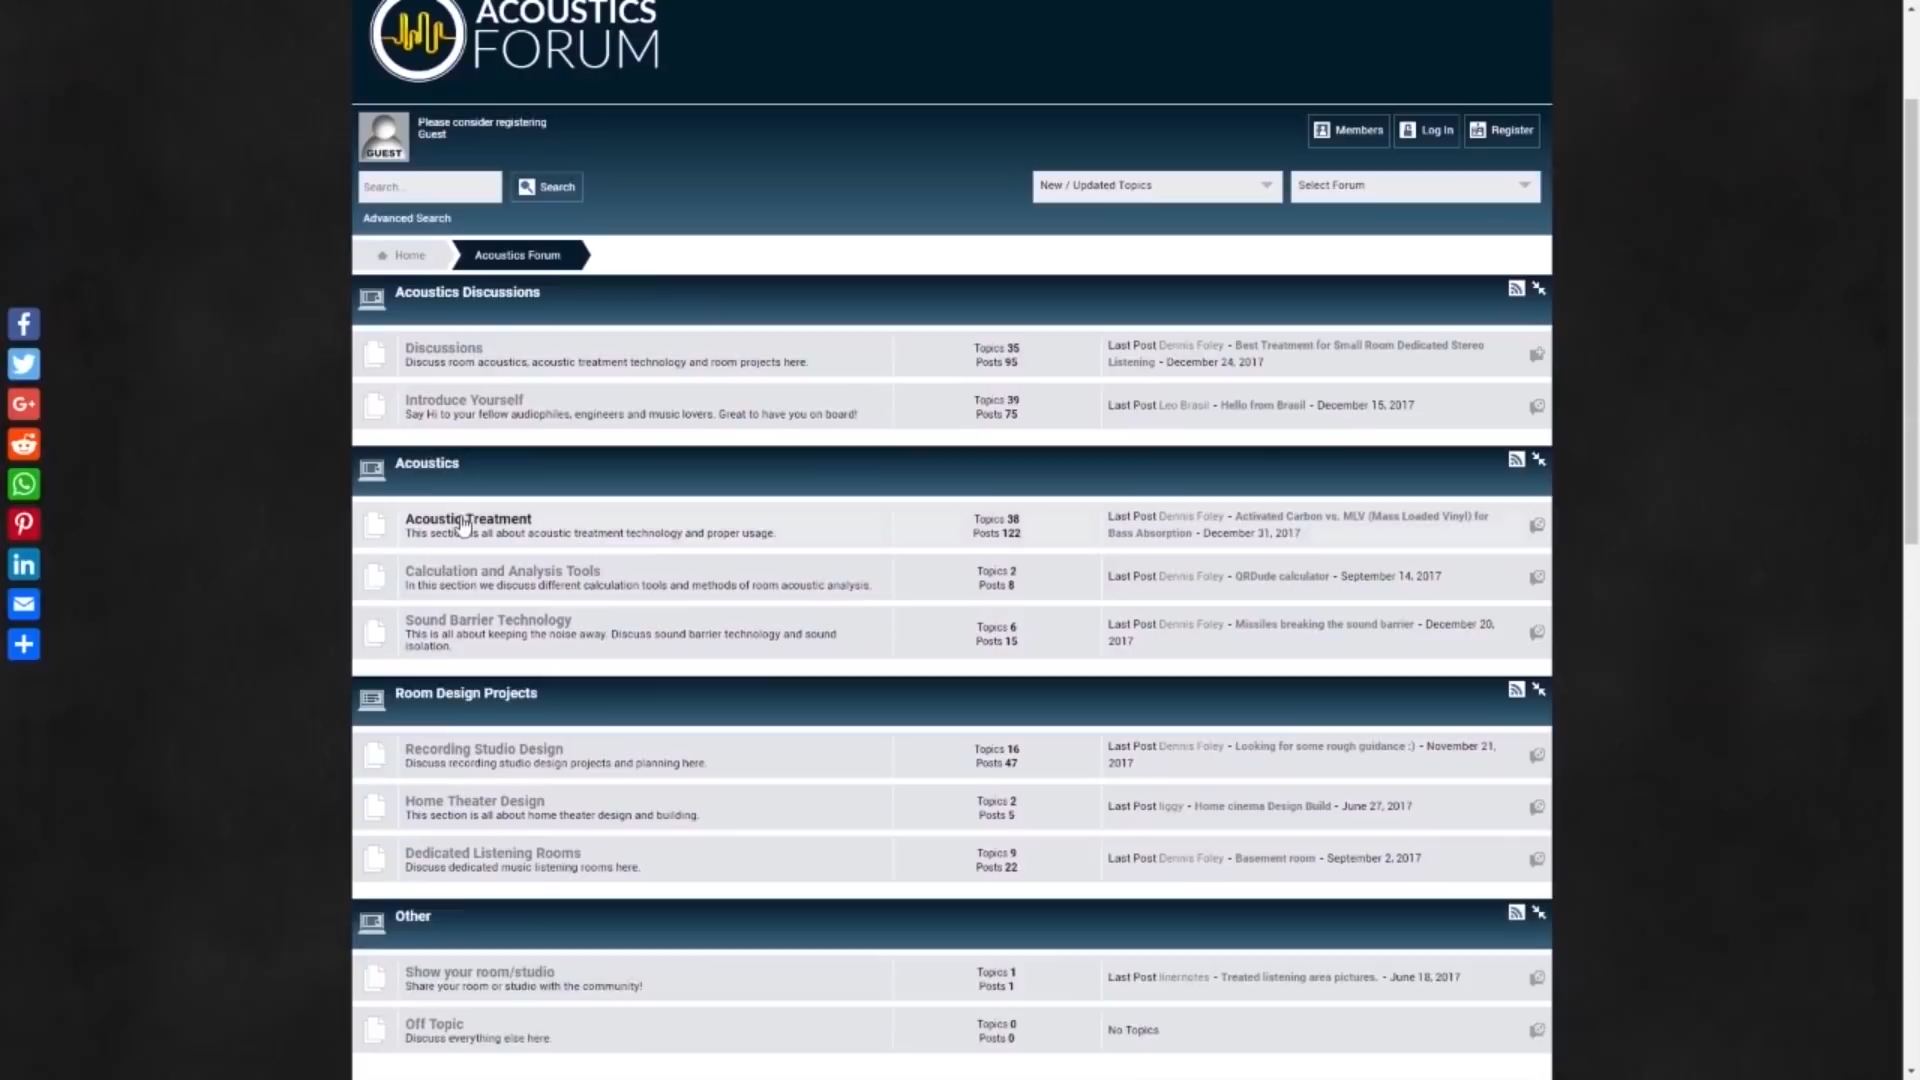 ACOUSTICS
FORUM
GUEST
Please consider registering
Guest
Members
Log In
Register
Search...
Search
New / Updated Topics
Select Forum
Advanced Search
Home
Acoustics Forum
Acoustics Discussions
Discussions
Discuss room acoustics, acoustic treatment technology and room projects here.
Topics 35
Posts 95
Last Post Dennis Foley - Best Treatment for Small Room Dedicated Stereo
Listening - December 24, 2017
Introduce Yourself
Say Hi to your fellow audiophiles, engineers and music lovers. Great to have you on board!
Topics 39
Posts 75
Last Post Leo Brasil - Hello from Brasil - December 15, 2017
Acoustics
Acoustic Treatment
This section is all about acoustic treatment technology and proper usage.
Topics 38
Posts 122
Last Post Dennis Foley - Activated Carbon vs. MLV (Mass Loaded Vinyl) for
Bass Absorption - December 31, 2017
Calculation and Analysis Tools
In this section we discuss different calculation tools and methods of room acoustic analysis.
Topics 2
Posts 8
Last Post Dennis Foley - QRDude calculator - September 14, 2017
Sound Barrier Technology
This is all about keeping the noise away. Discuss sound barrier technology and sound
isolation.
Topics 6
Posts 15
Last Post Dennis Foley - Missiles breaking the sound barrier - December 20,
2017
Room Design Projects
Recording Studio Design
Discuss recording studio design projects and planning here.
Topics 16
Posts 47
Last Post Dennis Foley - Looking for some rough guidance :) - November 21,
2017
Home Theater Design
This section is all about home theater design and building.
Topics 2
Posts 5
Last Post - Home cinema Design Build - June 27, 2017
Dedicated Listening Rooms
Discuss dedicated music listening rooms here.
Topics 9
Posts 22
Last Post Dennis Foley - Basement room - September 2, 2017
Other
Show your room/studio
Share your room or studio with the community!
Topics 1
Posts 1
Last Post linernotes - Treated listening area pictures. - June 18, 2017
Off Topic
Discuss everything else here.
Topics 0
Posts 0
No Topics